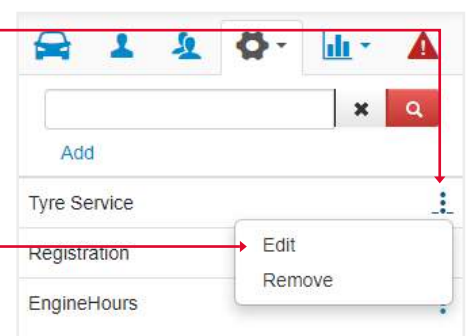 Add
Tyre Service
Edit
Registration
Remove
EngineHours